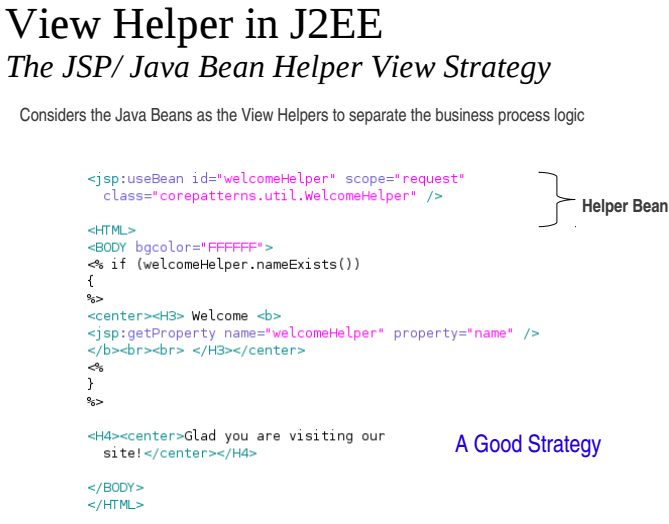 View Helper in J2EE
The JSP/ Java Bean Helper View Strategy
Considers the Java Beans as the View Helpers to separate the business process logic
<jsp:useBean id="welcomeHelper" scope="request"
class="corepatterns.util.WelcomeHelper" />
Helper Bean
<HTML>
<BODY bgcolor="FFFFFF">
<% if (welcomeHelper.nameExists())
{
%>
<center><H3> Welcome <b>
<jsp:getProperty name="welcomeHelper" property="name" />
</b><br><br> </H3></center>
<%
}
%>
<H4><center>Glad you are visiting our
site!</center></H4>
A Good Strategy
</BODY>
</HTML>